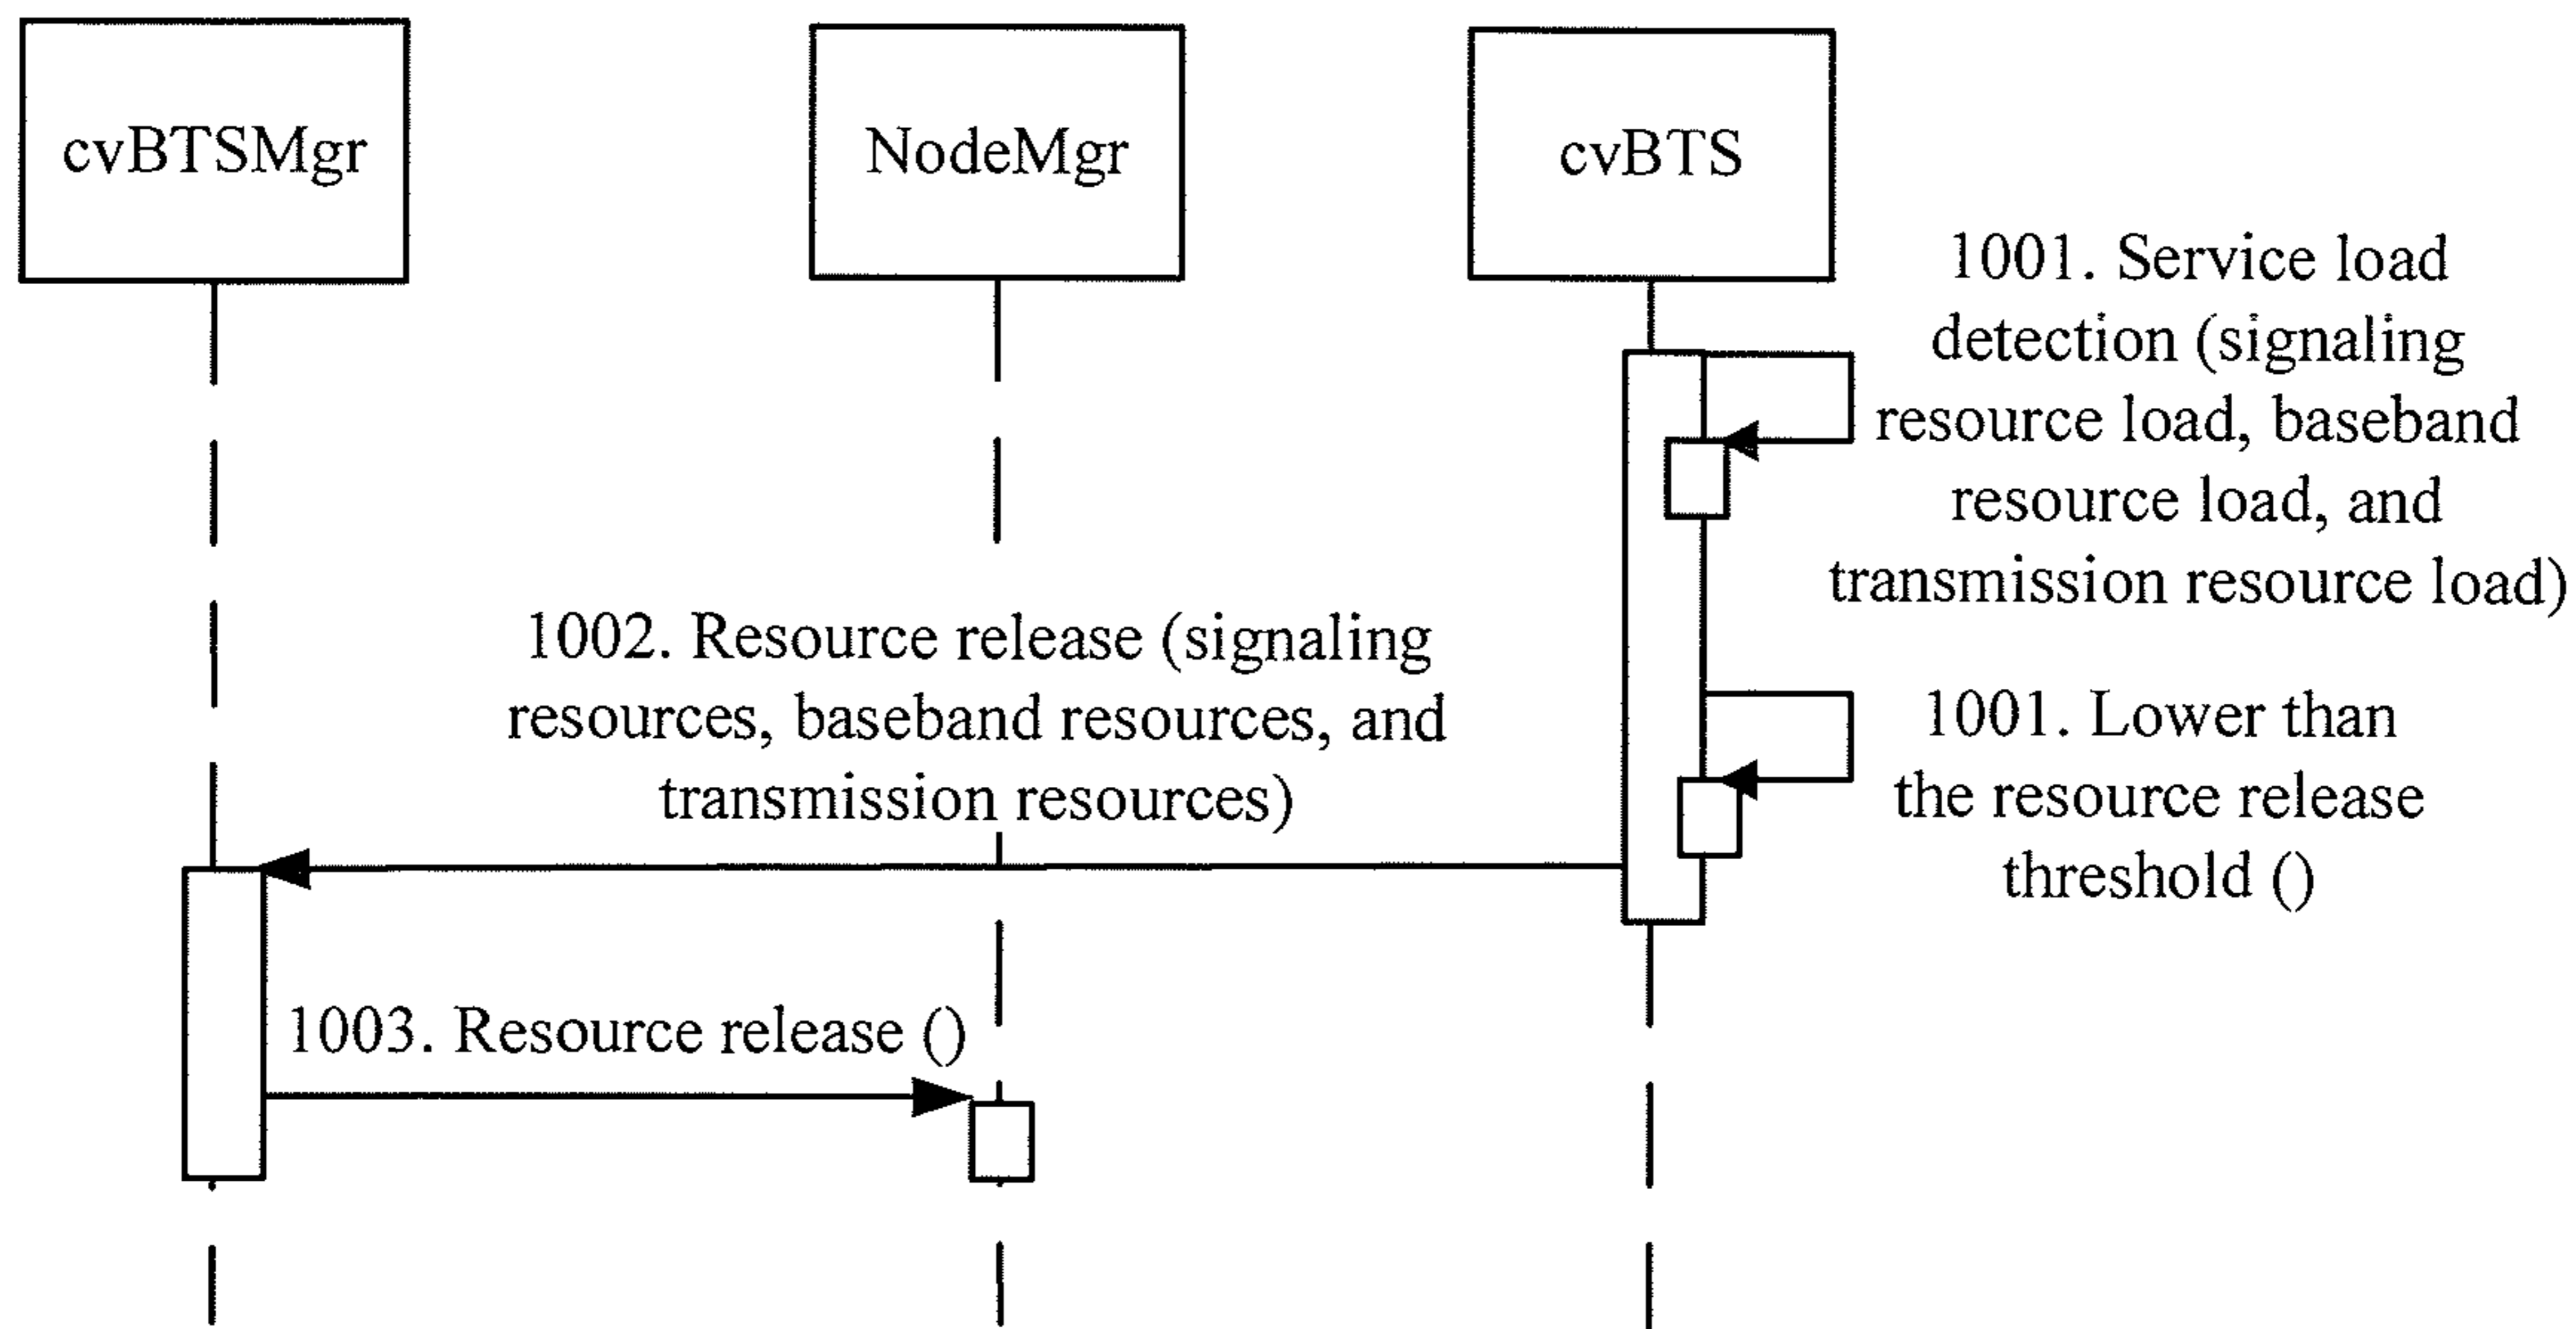 cvBTSMgr
NodeMgr
cvBTS
1001. Service load
detection (signaling
resource load, baseband
resource load, and
transmission resource load)
1002. Resource release (signaling
resources, baseband resources, and
transmission resources)
1001. Lower than
the resource release
threshold ()
1003. Resource release ()